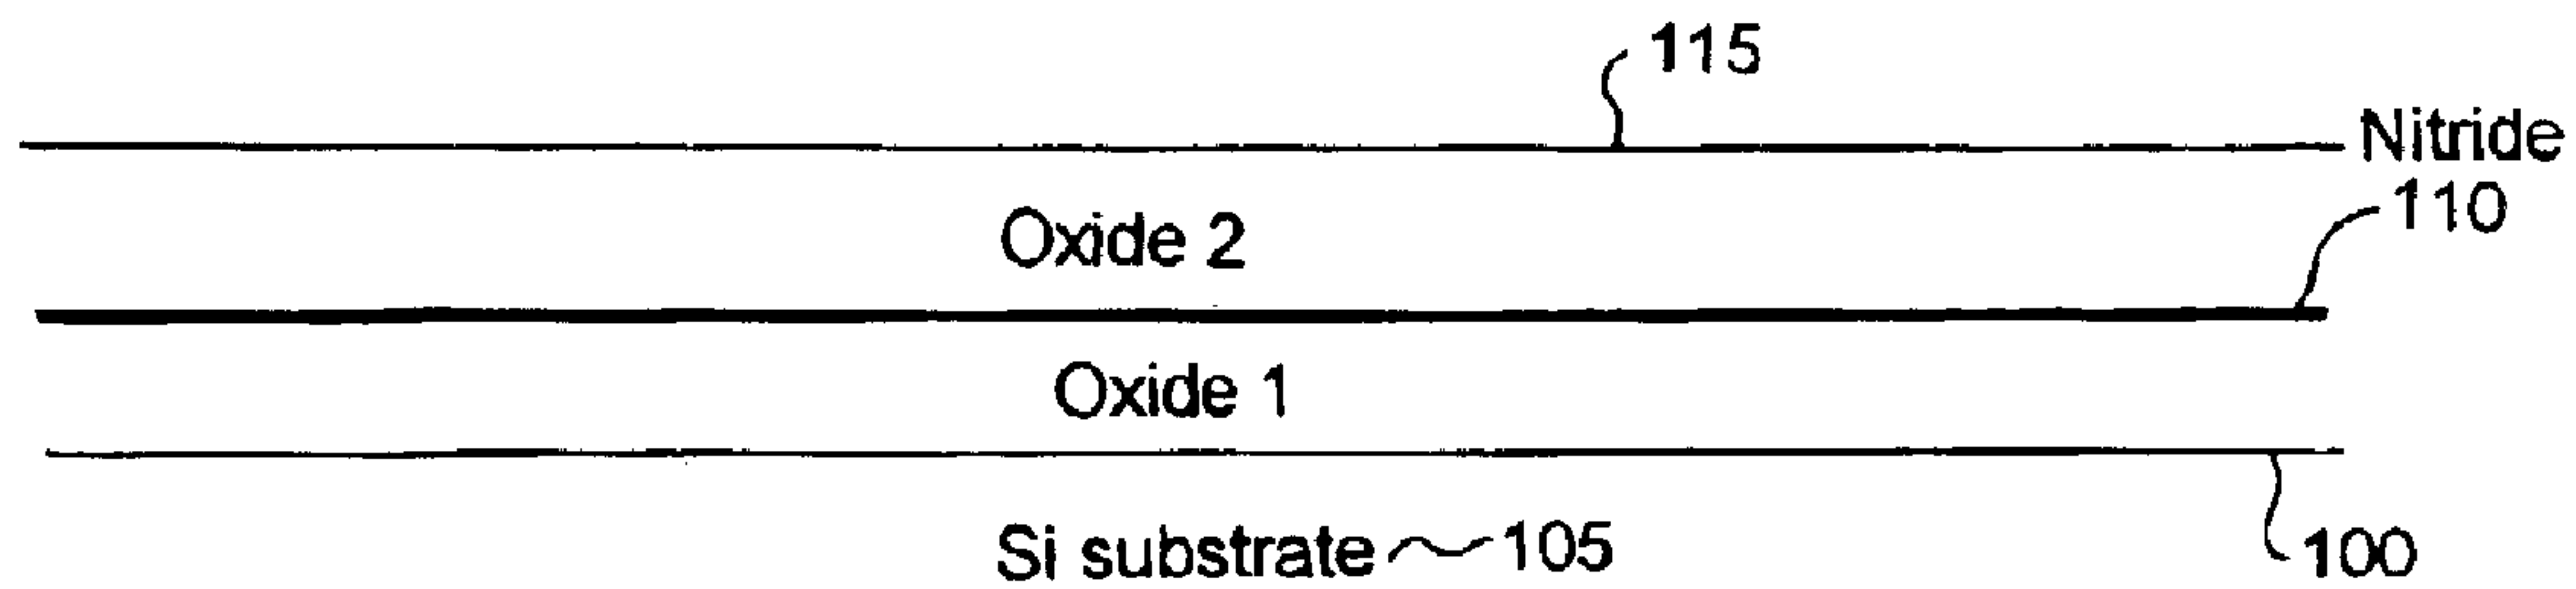 115
Nitride
110
Oxide 2
Oxide 1
Si substrate 105
100